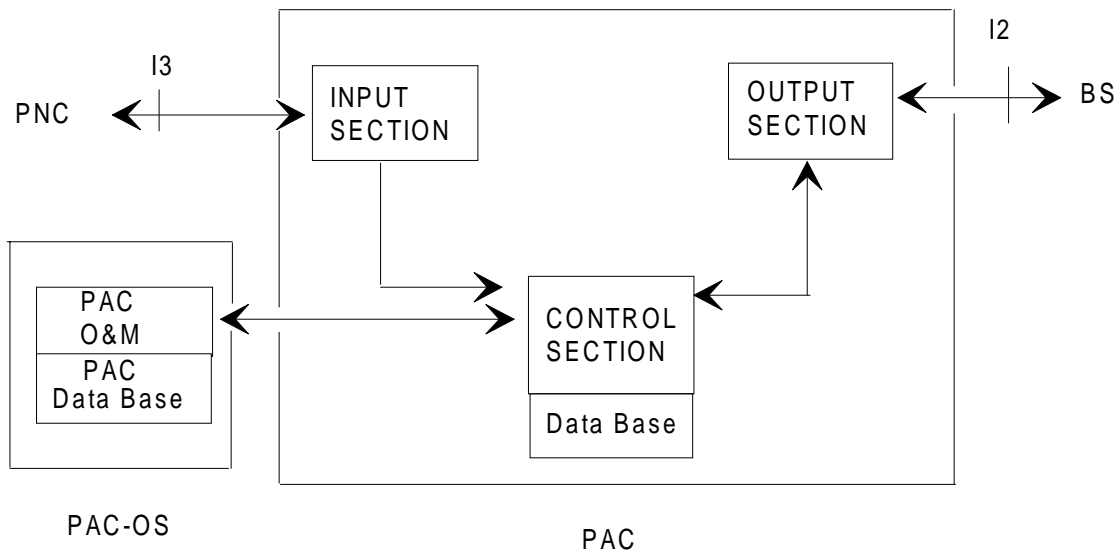 I3
I2
PNC
INPUT
SECTION
OUTPUT
SECTION
BS
PAC
O&M
PAC
Data Base
CONTROL
SECTION
Data Base
PAC-OS
PAC